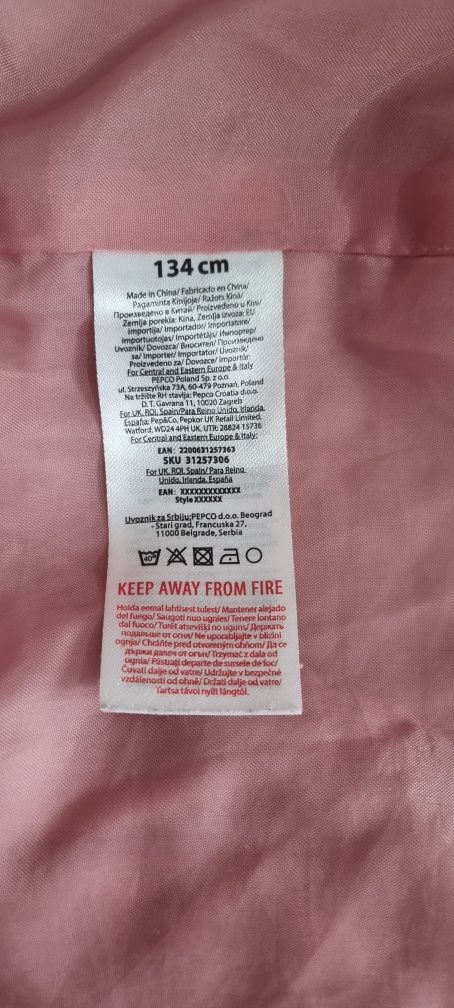 134 cm
Made in China/ Fabricado en China/
Pagaminta Kinijoje/ Ražots Ķīnā/
Произведено в Китай/ Proizvedeno u Kini/
Zemlja porekla: Kina, Zemlja izvoza: EU
Importija/ Importador/ Importatore/
Importuotojas/ Importētājs/ Импортер/
Uvoznik/ Dovozca/ Вносител/ Произведено
за/ Importer/ Importator/ Uvoznik/
Proizvedeno za/ Dovozce/ Importőr:
For Central and Eastern Europe & Italy
PEPCO Poland Sp. z o.o.
ul. Strzeszyńska 73A, 60-479 Poznań, Poland
Na tržište RH stavlja: Pepco Croatia d.o.o.
D. T. Gavrana 11, 10020 Zagreb
For UK, ROI, Spain/Para Reino Unido, Irlanda,
España: Pep&Co, Pepkor UK Retail Limited,
Watford, WD24 4PH UK, UTR: 28824 15736
For Central and Eastern Europe & Italy:
EAN: 2200631257363
SKU 31257306
For UK, ROI, Spain/ Para Reino
Unido, Irlanda, España
EAN: XXXXXXXXXXXXX
Style XXXXXX
Uvoznik za Srbiju:PEPCO d.o.o. Beograd
- Stari grad, Francuska 27,
11000 Belgrade, Serbia
40°
KEEP AWAY FROM FIRE
Hoida eemal lahtisest tulest/ Mantener alejado
del fuego/ Saugoti nuo ugnies/ Tenere lontano
dal fuoco/ Turēt atsevišķi no uguns/ Держать
подальше от огня/ Ne uporabljajte v bližini
ognja/ Chráňte pred otvoreným ohňom/ Да се
държи далеч от огън/ Trzymać z dala od
ognia/ Păstrați departe de sursele de foc/
Čuvati dalje od vatre/ Udržujte v bezpečné
vzdálenosti od ohně/ Držati dalje od vatre/
Tartsa távol nyílt lángtól.